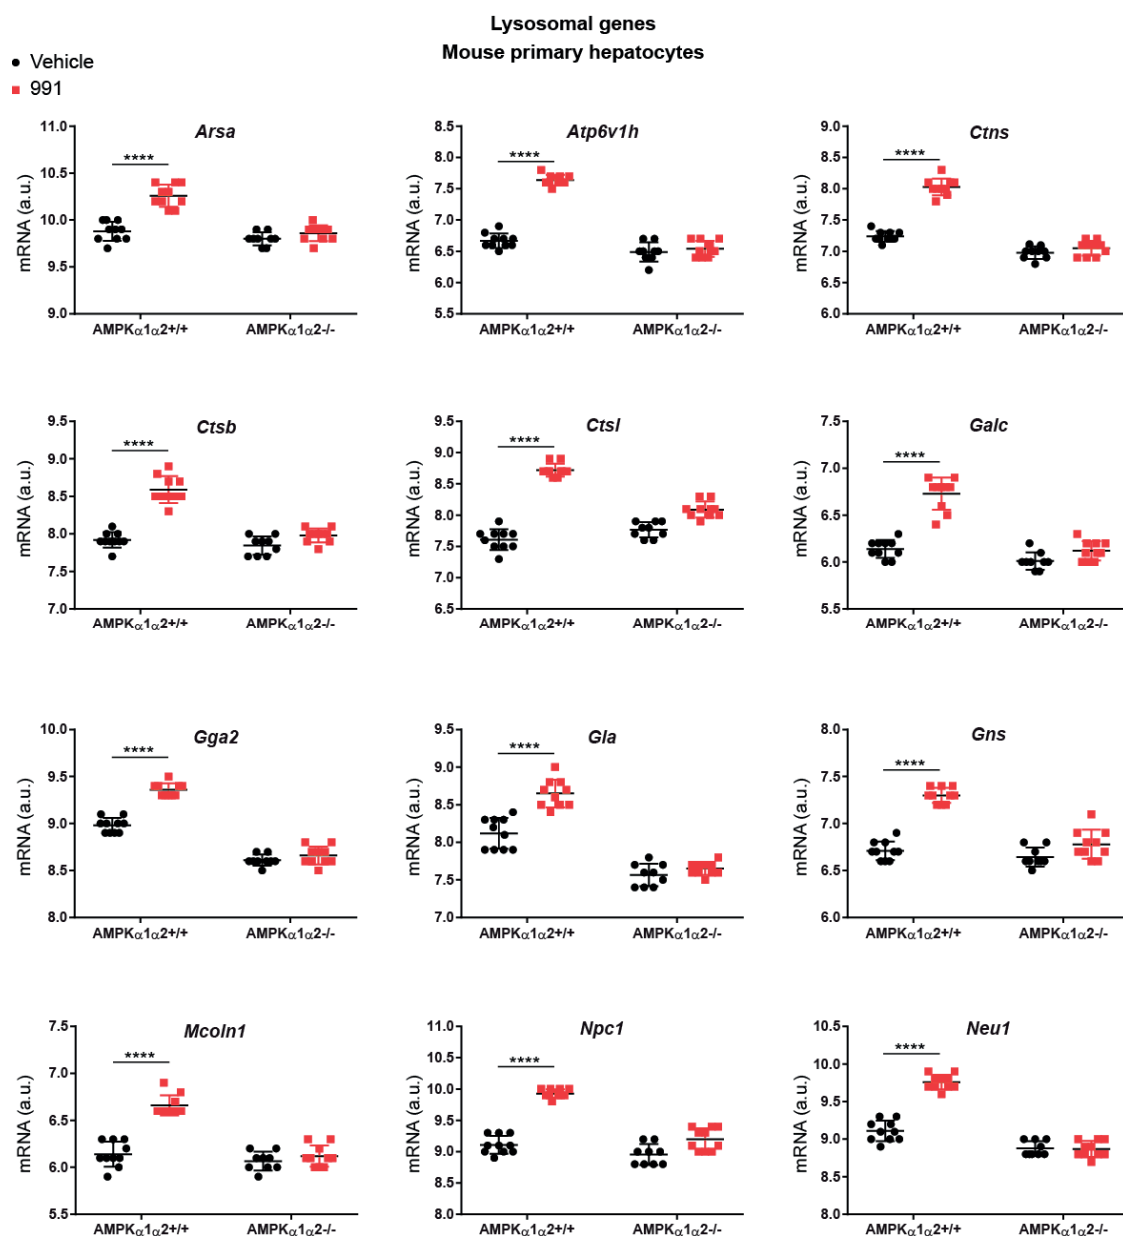 Lysosomal genes
Mouse primary hepatocytes
Vehicle
991
Arsa
mRNA (a.u.)
11.0
10.5
10.0
9.5
9.0
****
AMPKα1α2+/+
AMPKα1α2-/-
Atp6v1h
mRNA (a.u.)
8.5
8.0
7.5
7.0
6.5
6.0
5.5
****
AMPKα1α2+/+
AMPKα1α2-/-
Ctns
mRNA (a.u.)
9.0
8.5
8.0
7.5
7.0
6.5
6.0
****
AMPKα1α2+/+
AMPKα1α2-/-
Ctsb
mRNA (a.u.)
9.5
9.0
8.5
8.0
7.5
7.0
****
AMPKα1α2+/+
AMPKα1α2-/-
Ctsl
mRNA (a.u.)
9.5
9.0
8.5
8.0
7.5
7.0
6.5
****
AMPKα1α2+/+
AMPKα1α2-/-
Galc
mRNA (a.u.)
7.5
7.0
6.5
6.0
5.5
****
AMPKα1α2+/+
AMPKα1α2-/-
Gga2
mRNA (a.u.)
10.0
9.5
9.0
8.5
8.0
****
AMPKα1α2+/+
AMPKα1α2-/-
Gla
mRNA (a.u.)
9.5
9.0
8.5
8.0
7.5
7.0
****
AMPKα1α2+/+
AMPKα1α2-/-
Gns
mRNA (a.u.)
8.0
7.5
7.0
6.5
6.0
****
AMPKα1α2+/+
AMPKα1α2-/-
Mcoln1
mRNA (a.u.)
7.5
7.0
6.5
6.0
5.5
****
AMPKα1α2+/+
AMPKα1α2-/-
Npc1
mRNA (a.u.)
11.0
10.5
10.0
9.5
9.0
8.5
8.0
****
AMPKα1α2+/+
AMPKα1α2-/-
Neu1
mRNA (a.u.)
10.5
10.0
9.5
9.0
8.5
8.0
****
AMPKα1α2+/+
AMPKα1α2-/-